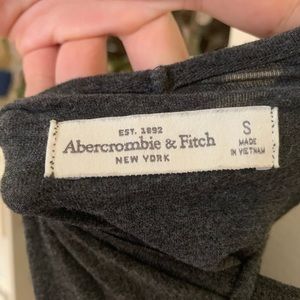 EST. 1892
Abercrombie & Fitch
NEW YORK
S
MADE
IN VIETNAM